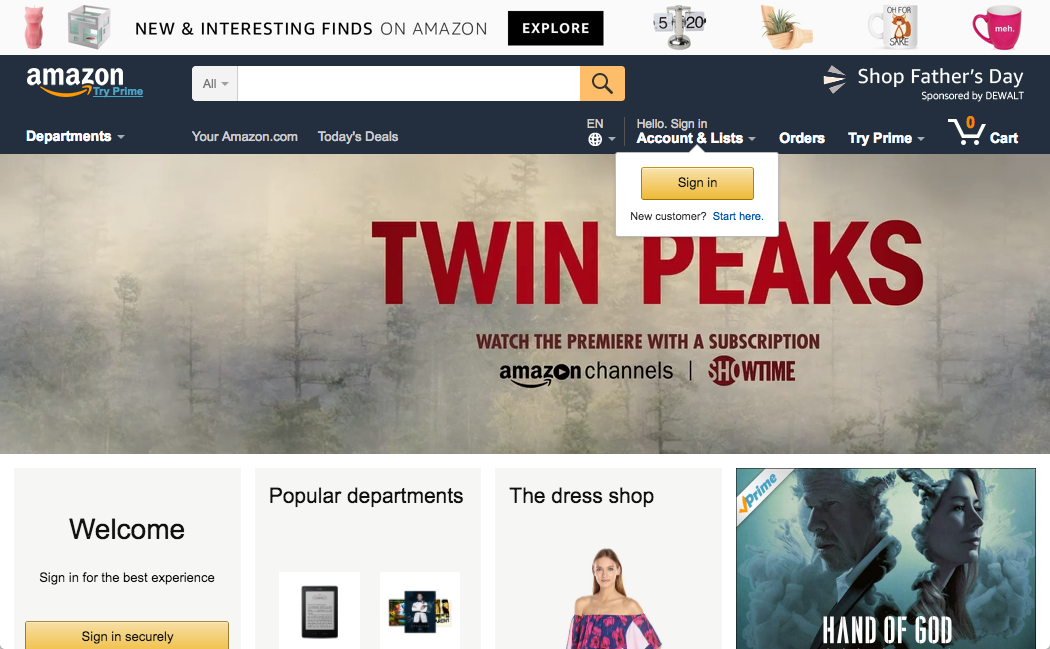 NEW & INTERESTING FINDS ON AMAZON
EXPLORE
5 20
OH FOR
SAKE
meh.
amazon
Try Prime
All
Shop Father's Day
Sponsored by DEWALT
Departments
Your Amazon.com
Today's Deals
EN
Hello. Sign in
Account & Lists
Orders
Try Prime
0
Cart
Sign in
New customer? Start here.
TWIN PEAKS
WATCH THE PREMIERE WITH A SUBSCRIPTION
amazon channels | SHOWTIME
Welcome
Sign in for the best experience
Sign in securely
Popular departments
The dress shop
Prime
HAND OF GOD